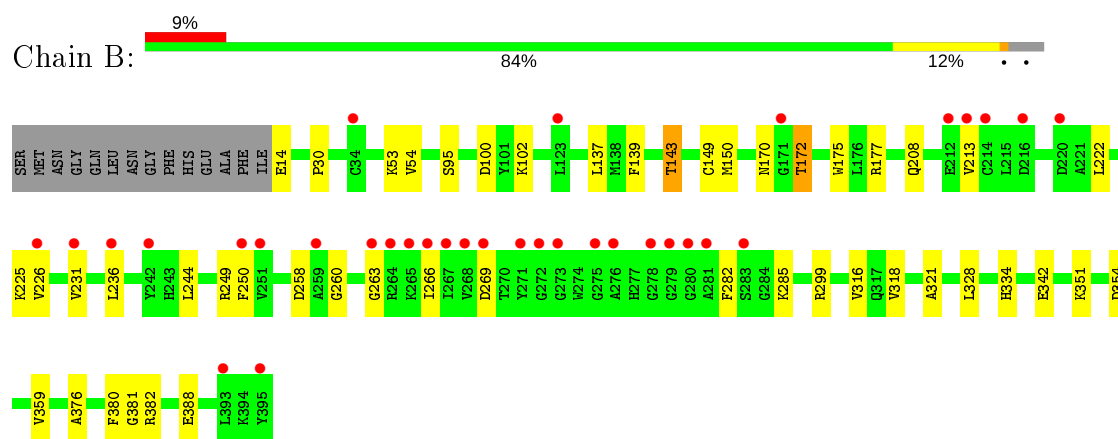 9%
Chain B:
84% 12% • •
SER MET ASN GLY GLN LEU ASN GLY PHE HIS GLU ALA PHE ILE E14 P30 C34 K53 V54 S95 D100 Y101 K102 L123 L137 M138 F139 T143 C149 M150 N170 G171 T172 W175 L176 R177 Q208 E212 V213 C214 L215 D216 D220 A221 L222
K225 V226 V231 L236 Y242 H243 L244 R249 F250 V251 D258 A259 G260 G263 R264 K265 I266 I267 V268 D269 T270 Y271 G272 G273 W274 G275 A276 H277 G278 G279 G280 A281 F282 S283 G284 K285 R299 V316 Q317 V318 A321 L328 H334 E342 K351 D354
V359 A376 F380 G381 R382 E388 L393 K394 Y395